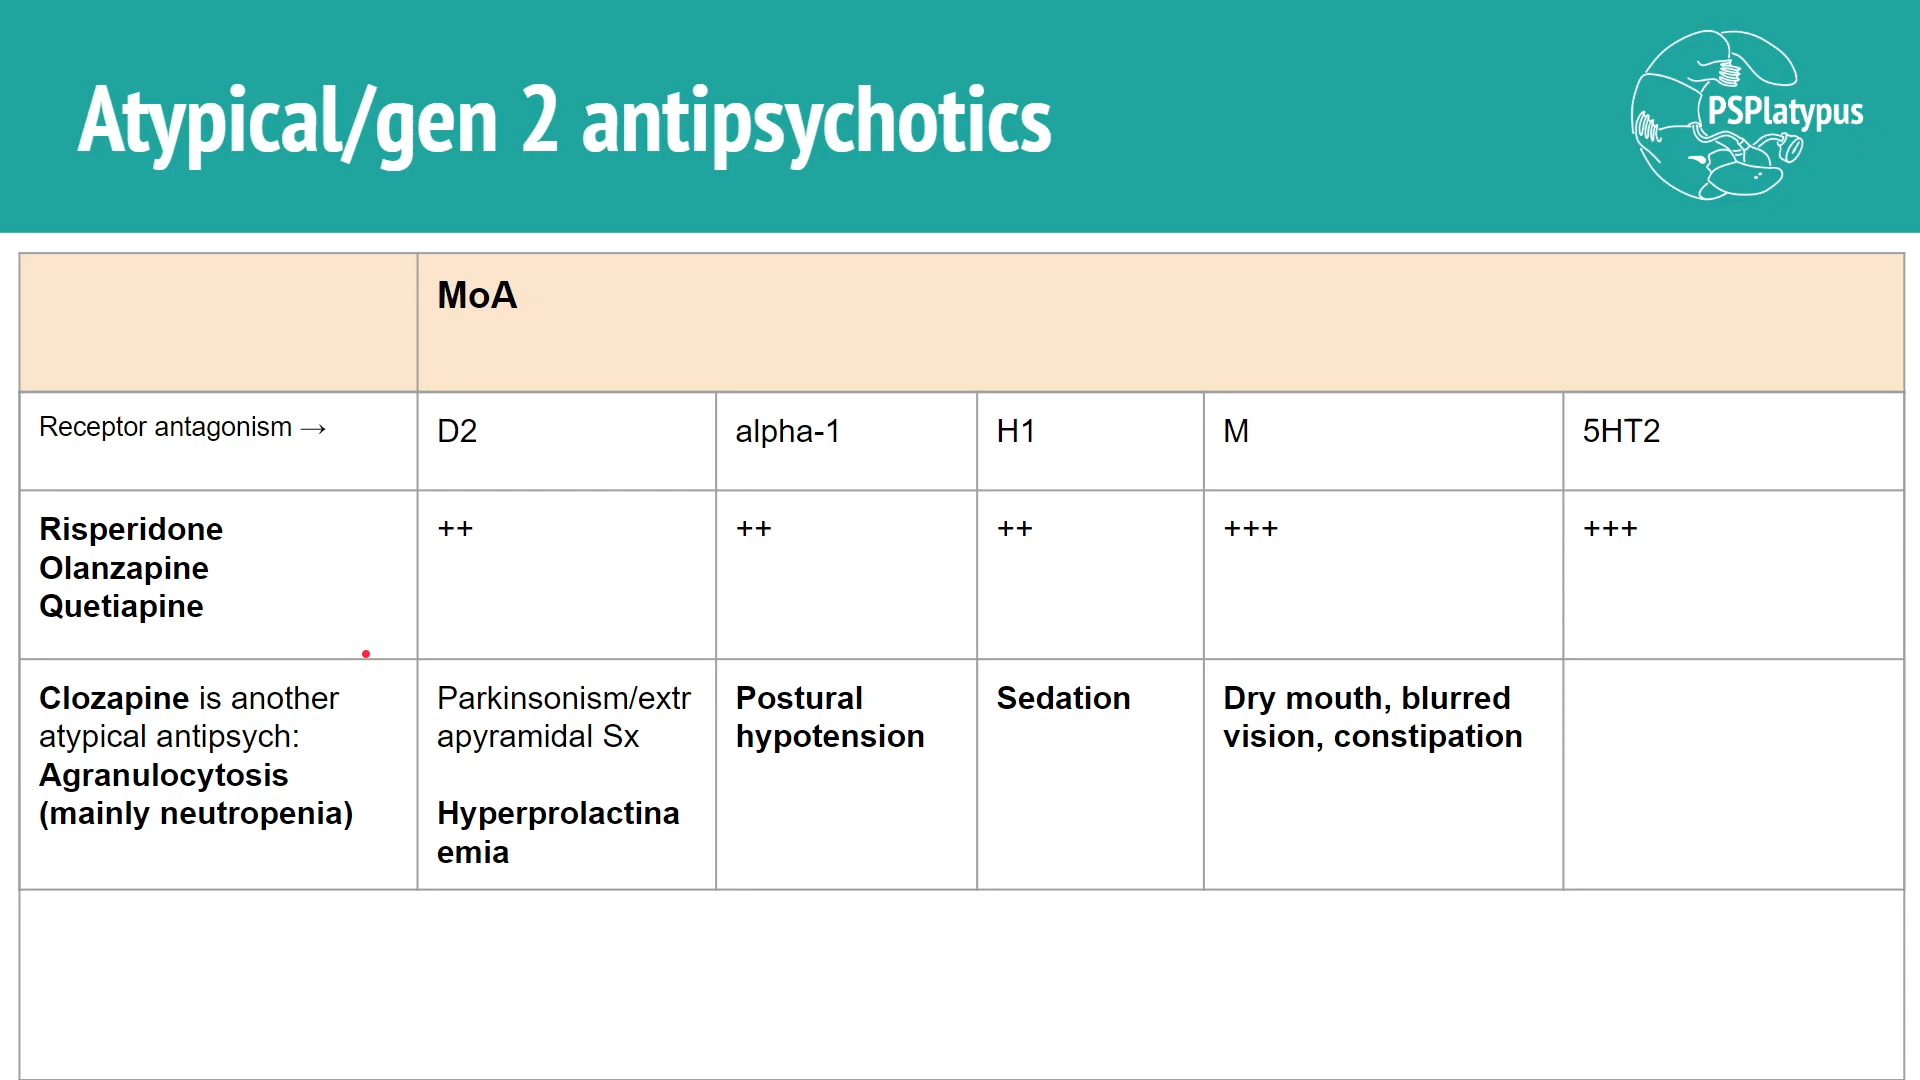 Atypical/gen 2 antipsychotics
PSPlatypus
MoA
Receptor antagonism →
D2
alpha-1
H1
M
5HT2
Risperidone
Olanzapine
Quetiapine
++
++
++
+++
+++
Clozapine is another
atypical antipsych:
Agranulocytosis
(mainly neutropenia)
Parkinsonism/extr
apyramidal Sx
Hyperprolactina
emia
Postural
hypotension
Sedation
Dry mouth, blurred
vision, constipation